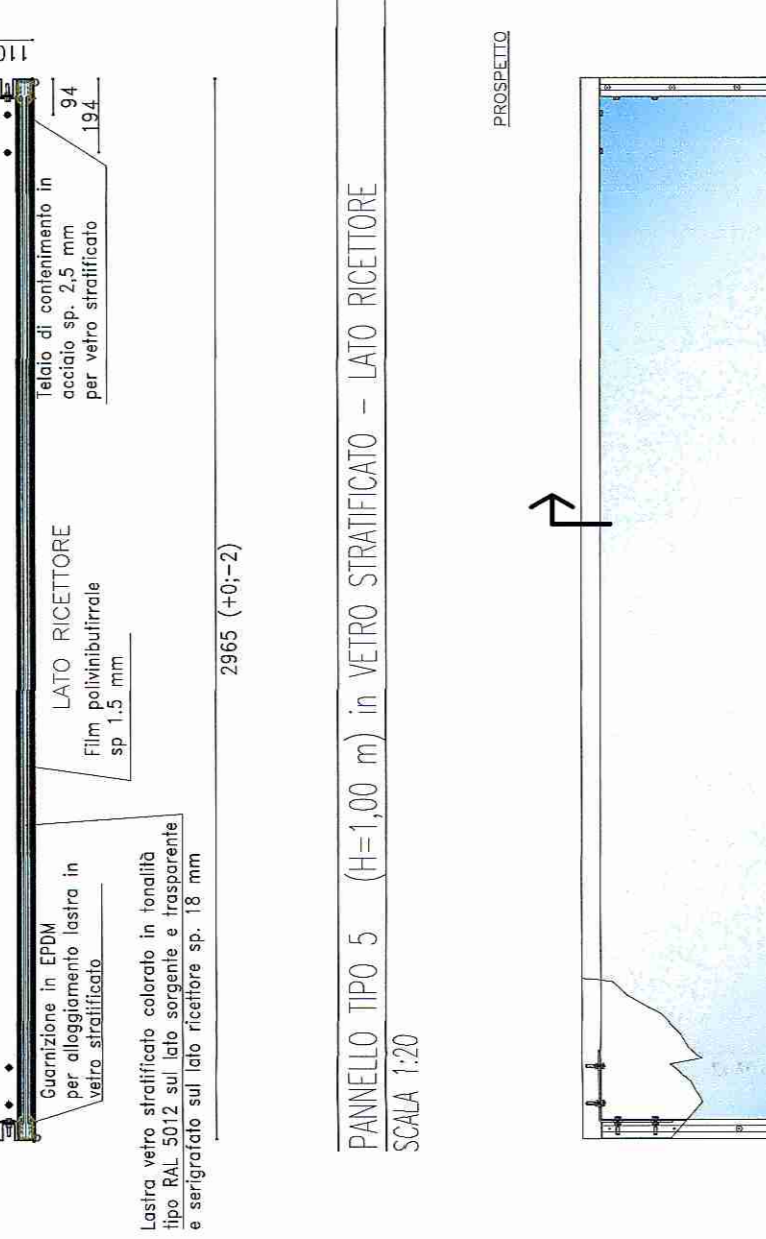 110
94
194
Telaio di contenimento in
acciaio sp. 2,5 mm
per vetro stratificato
LATO RICETTORE
Film polivinibutirrale
sp 1.5 mm
Guarnizione in EPDM
per alloggiamento lastra in
vetro stratificato
Lastra vetro stratificato colorato in tonalità
tipo RAL 5012 sul lato sorgente e trasparente
e serigrafato sul lato ricettore sp. 18 mm
2965 (+0;-2)
PANNELLO TIPO 5 (H=1,00 m) in VETRO STRATIFICATO - LATO RICETTORE
SCALA 1:20
PROSPETTO